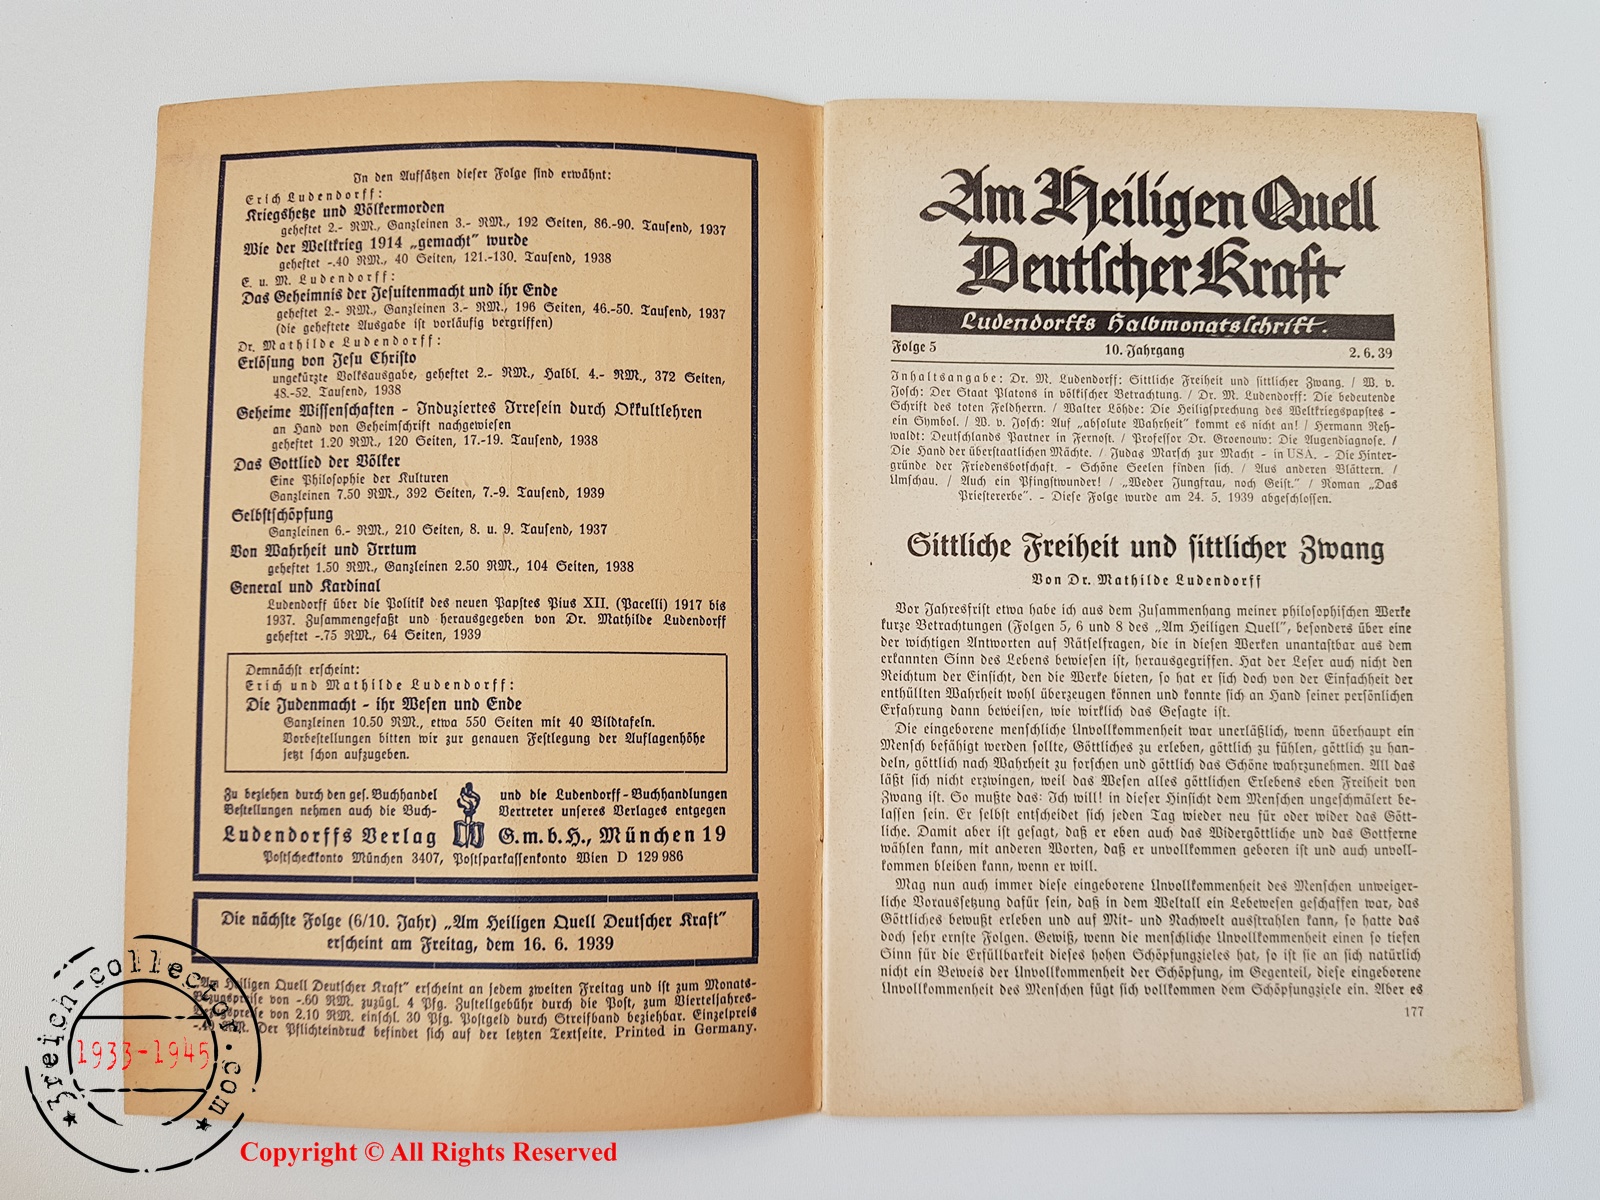 In den Aufsätzen dieser Folge sind erwähnt:
Erich Ludendorff:
Kriegshetze und Völkermorden
geheftet 2.- RM., Ganzleinen 3.- RM., 192 Seiten, 86.-90. Tausend, 1937
Wie der Weltkrieg 1914 „gemacht" wurde
geheftet -.40 RM., 40 Seiten, 121.-130. Tausend, 1938
E. u. M. Ludendorff:
Das Geheimnis der Jesuitenmacht und ihr Ende
geheftet 2.- RM., Ganzleinen 3.- RM., 196 Seiten, 46.-50. Tausend, 1937
(die geheftete Ausgabe ist vorläufig vergriffen)
Dr. Mathilde Ludendorff:
Erlösung von Jesu Christo
ungekürzte Volksausgabe, geheftet 2.- RM., Halbl. 4.- RM., 372 Seiten,
48.-52. Tausend, 1938
Geheime Wissenschaften - Induziertes Irresein durch Okkultlehren
an Hand von Geheimschrift nachgewiesen
geheftet 1.20 RM., 120 Seiten, 17.-19. Tausend, 1938
Das Gottlied der Völker
Eine Philosophie der Kulturen
Ganzleinen 7.50 RM., 392 Seiten, 7.-9. Tausend, 1939
Selbstschöpfung
Ganzleinen 6.- RM., 210 Seiten, 8. u. 9. Tausend, 1937
Von Wahrheit und Irrtum
geheftet 1.50 RM., Ganzleinen 2.50 RM., 104 Seiten, 1938
General und Kardinal
Ludendorff über die Politik des neuen Papstes Pius XII. (Pacelli) 1917 bis
1937. Zusammengefaßt und herausgegeben von Dr. Mathilde Ludendorff
geheftet -.75 RM., 64 Seiten, 1939
Demnächst erscheint:
Erich und Mathilde Ludendorff:
Die Judenmacht - ihr Wesen und Ende
Ganzleinen 10.50 RM., etwa 550 Seiten mit 40 Bildtafeln.
Vorbestellungen bitten wir zur genauen Festlegung der Auflagenhöhe
jetzt schon aufzugeben.
Zu beziehen durch den ges. Buchhandel und die Ludendorff-Buchhandlungen
Bestellungen nehmen auch die Buch- Vertreter unseres Verlages entgegen
Ludendorffs Verlag G.m.b.H., München 19
Postscheckkonto München 3407, Postsparkassenkonto Wien D 129986
Die nächste Folge (6/10. Jahr) „Am Heiligen Quell Deutscher Kraft"
erscheint am Freitag, dem 16. 6. 1939
„Am Heiligen Quell Deutscher Kraft" erscheint an jedem zweiten Freitag und ist zum Monats-
Bezugspreise von -.60 RM. zuzügl. 4 Pfg. Zustellgebühr durch die Post, zum Vierteljahres-
Bezugspreise von 2.10 RM. einschl. 30 Pfg. Postgeld durch Streifband beziehbar. Einzelpreis
-.40 RM. Der Pflichteindruck befindet sich auf der letzten Textseite. Printed in Germany.
Am Heiligen Quell
Deutscher Kraft
Ludendorffs Halbmonatsschrift.
Folge 5 10. Jahrgang 2.6.39
Inhaltsangabe: Dr. M. Ludendorff: Sittliche Freiheit und sittlicher Zwang. / W. v.
Josch: Der Staat Platons in völkischer Betrachtung. / Dr. M. Ludendorff: Die bedeutende
Schrift des toten Feldherrn. / Walter Löhde: Die Heiligsprechung des Weltkriegspapstes -
ein Symbol. / W. v. Josch: Auf „absolute Wahrheit" kommt es nicht an! / Hermann Reh-
waldt: Deutschlands Partner in Fernost. / Professor Dr. Groenouw: Die Augendiagnose. /
Die Hand der überstaatlichen Mächte. / Judas Marsch zur Macht - in USA. - Die Hinter-
gründe der Friedensbotschaft. - Schöne Seelen finden sich. / Aus anderen Blättern. /
Umschau. / Auch ein Pfingstwunder! / „Weder Jungfrau, noch Geist." / Roman „Das
Priestererbe". - Diese Folge wurde am 24. 5. 1939 abgeschlossen.
Sittliche Freiheit und sittlicher Zwang
Von Dr. Mathilde Ludendorff
Vor Jahresfrist etwa habe ich aus dem Zusammenhang meiner philosophischen Werke
kurze Betrachtungen (Folgen 5, 6 und 8 des „Am Heiligen Quell", besonders über eine
der wichtigen Antworten auf Rätselfragen, die in diesen Werken unantastbar aus dem
erkannten Sinn des Lebens bewiesen ist, herausgegriffen. Hat der Leser auch nicht den
Reichtum der Einsicht, den die Werke bieten, so hat er sich doch von der Einfachheit der
enthüllten Wahrheit wohl überzeugen können und konnte sich an Hand seiner persönlichen
Erfahrung dann beweisen, wie wirklich das Gesagte ist.
Die eingeborene menschliche Unvollkommenheit war unerläßlich, wenn überhaupt ein
Mensch befähigt werden sollte, Göttliches zu erleben, göttlich zu fühlen, göttlich zu han-
deln, göttlich nach Wahrheit zu forschen und göttlich das Schöne wahrzunehmen. All das
läßt sich nicht erzwingen, weil das Wesen alles göttlichen Erlebens eben Freiheit von
Zwang ist. So mußte das: Ich will! in dieser Hinsicht dem Menschen ungeschmälert be-
lassen sein. Er selbst entscheidet sich jeden Tag wieder neu für oder wider das Gött-
liche. Damit aber ist gesagt, daß er eben auch das Widergöttliche und das Gottferne
wählen kann, mit anderen Worten, daß er unvollkommen geboren ist und auch unvoll-
kommen bleiben kann, wenn er will.
Mag nun auch immer diese eingeborene Unvollkommenheit des Menschen unweiger-
liche Voraussetzung dafür sein, daß in dem Weltall ein Lebewesen geschaffen war, das
Göttliches bewußt erleben und auf Mit- und Nachwelt ausstrahlen kann, so hatte das
doch sehr ernste Folgen. Gewiß, wenn die menschliche Unvollkommenheit einen so tiefen
Sinn für die Erfüllbarkeit dieses hohen Schöpfungszieles hat, so ist sie an sich natürlich
nicht ein Beweis der Unvollkommenheit der Schöpfung, im Gegenteil, diese eingeborene
Unvollkommenheit des Menschen fügt sich vollkommen dem Schöpfungsziele ein. Aber es
177
3reich-collector.com
1933-1945
Copyright © All Rights Reserved